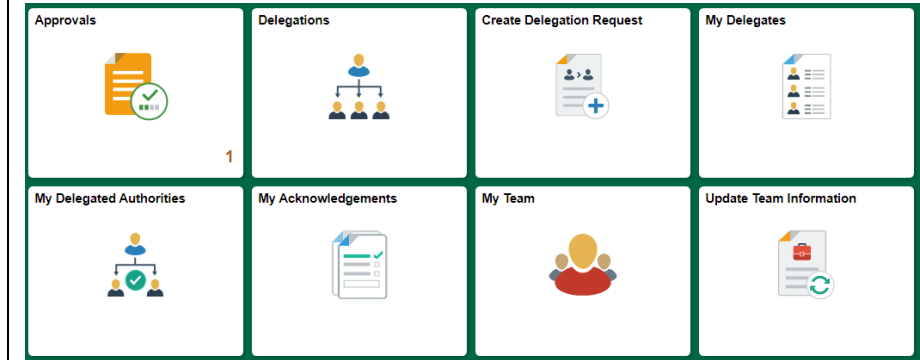 Approvals
Delegations
Create Delegation Request
My Delegates
1
My Delegated Authorities
My Acknowledgements
My Team
Update Team Information